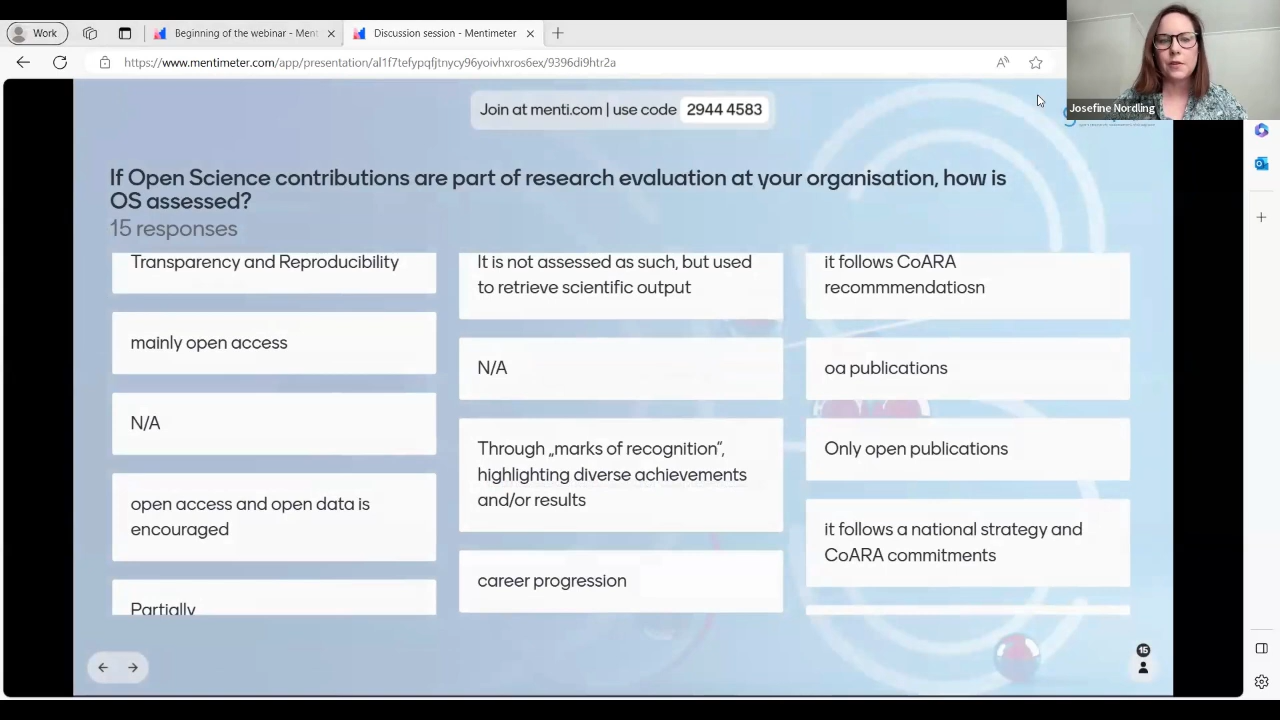 Work
Beginning of the webinar - Ment
Discussion session - Mentimeter
https://www.mentimeter.com/app/presentation/al1f7tefypqfjtnycy3oivhxros6ex/9396di9htr2a
Josefine Nordling
Join at menti.com | use code 2944 4583
If Open Science contributions are part of research evaluation at your organisation, how is
OS assessed?
15 responses
Transparency and Reproducibility
mainly open access
N/A
open access and open data is
encouraged
Partially
It is not assessed as such, but used
to retrieve scientific output
N/A
Through „marks of recognition“,
highlighting diverse achievements
and/or results
career progression
it follows CoARA
recommmendatiosn
oa publications
Only open publications
it follows a national strategy and
CoARA commitments
15